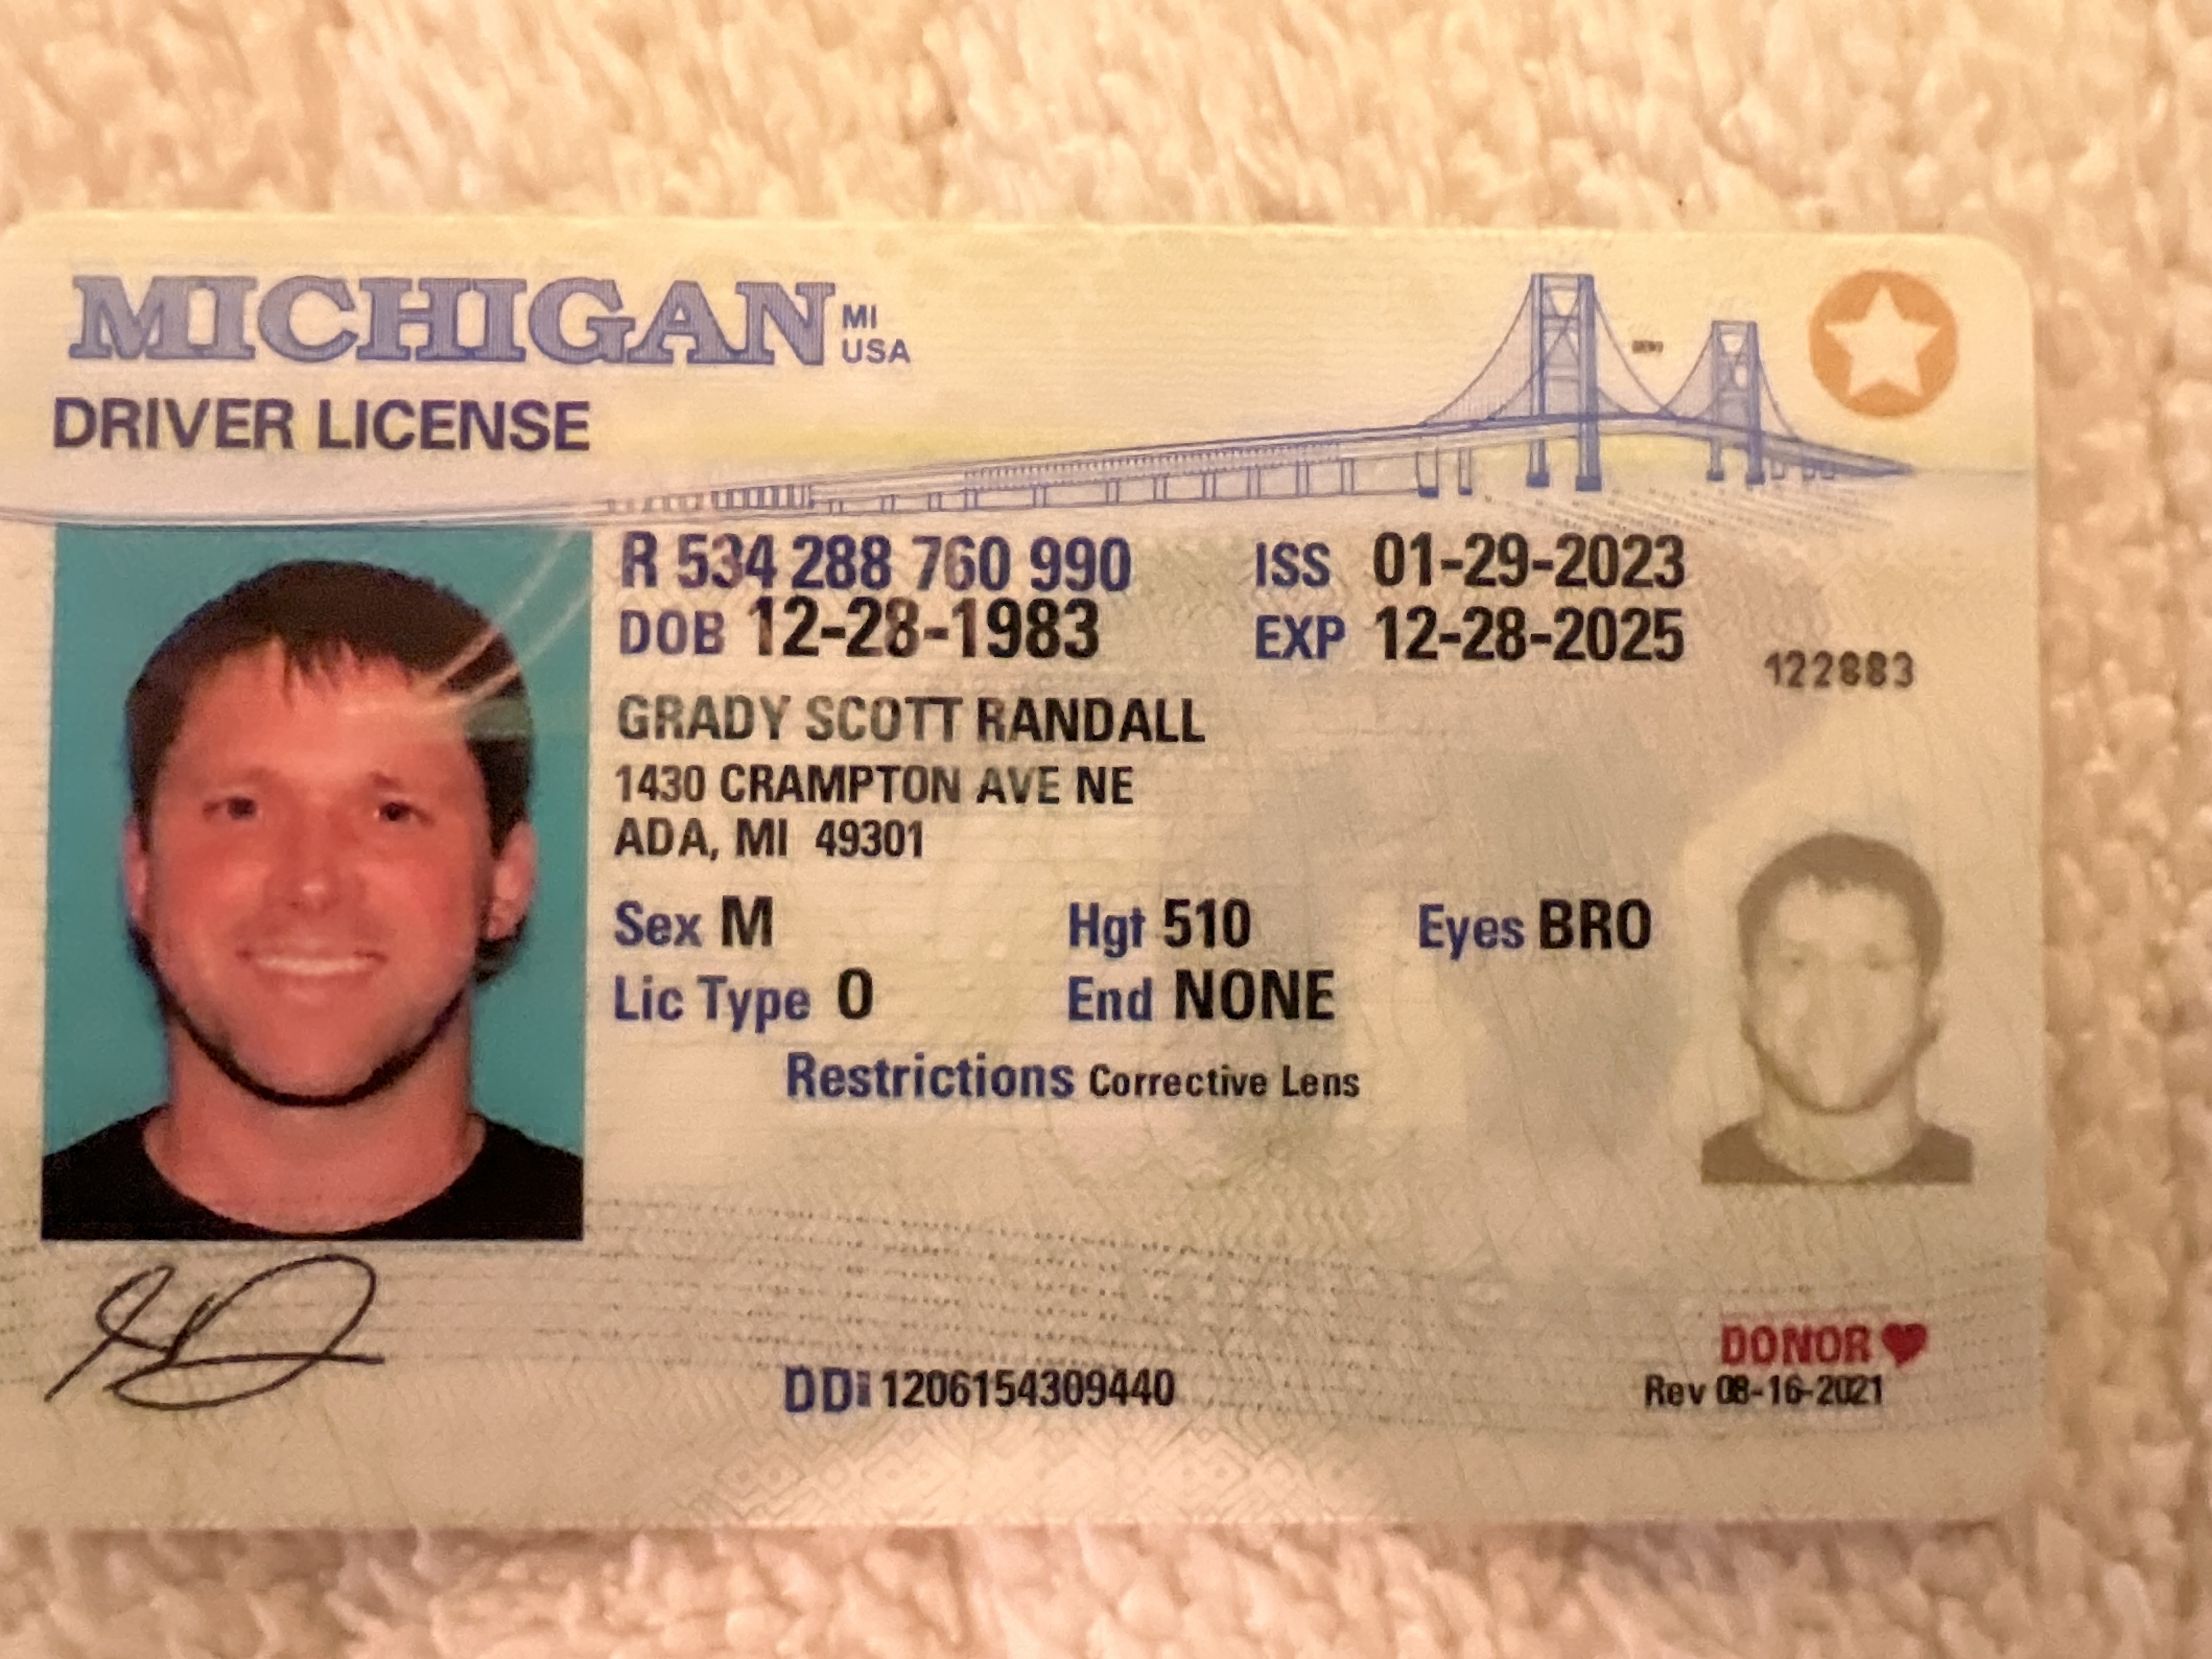 MICHIGAN MI USA
DRIVER LICENSE
R 534 288 760 990 ISS 01-29-2023
DOB 12-28-1983 EXP 12-28-2025
GRADY SCOTT RANDALL 122883
1430 CRAMPTON AVE NE
ADA, MI 49301
Sex M Hgt 510 Eyes BRO
Lic Type O End NONE
Restrictions Corrective Lens
DONOR
DDI 1206154309440 Rev 08-16-2021